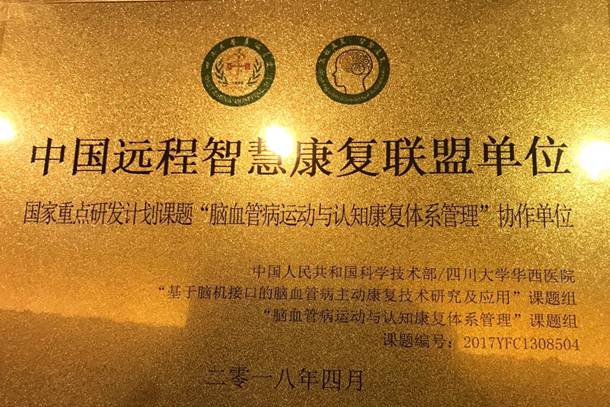 中国远程智慧康复联盟单位
国家重点研发计划课题“脑血管病运动与认知康复体系管理”协作单位
中国人民共和国科学技术部/四川大学华西医院
“基于脑机接口的脑血管病主动康复技术研究及应用”课题组
“脑血管病运动与认知康复体系管理”课题组
课题编号：2017YFC1308504
二零一八年四月